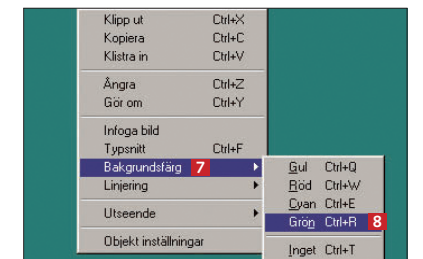 Klipp ut Ctrl+X
Kopiera Ctrl+C
Klistra in Ctrl+V
Ångra Ctrl+Z
Gör om Ctrl+Y
Infoga bild
Typsnitt Ctrl+F
Bakgrundsfärg 7
Linjering
Utseende
Objekt inställningar
Gul Ctrl+Q
Röd Ctrl+W
Cyan Ctrl+E
Grön Ctrl+R 8
Inget Ctrl+T